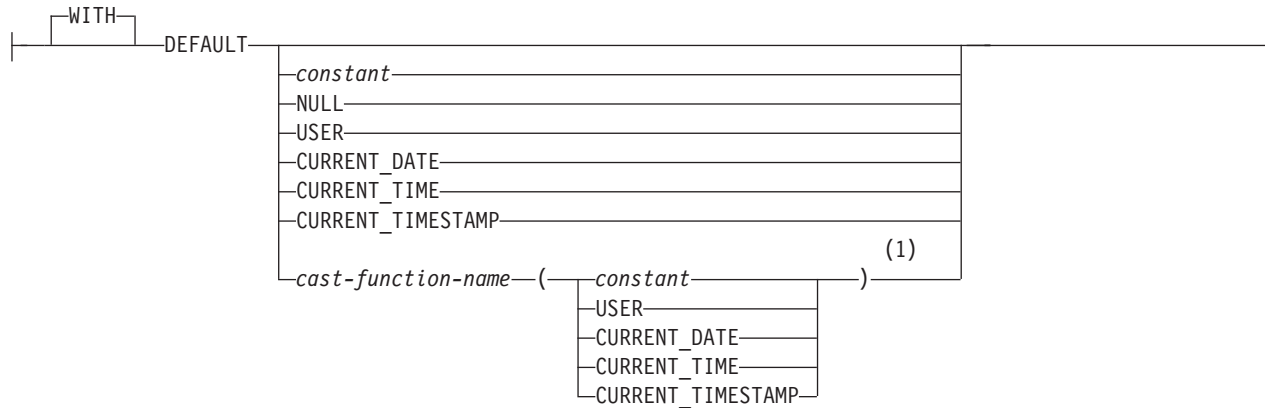 WITH
DEFAULT
constant
NULL
USER
CURRENT_DATE
CURRENT_TIME
CURRENT_TIMESTAMP
(1)
cast-function-name ( constant )
USER
CURRENT_DATE
CURRENT_TIME
CURRENT_TIMESTAMP